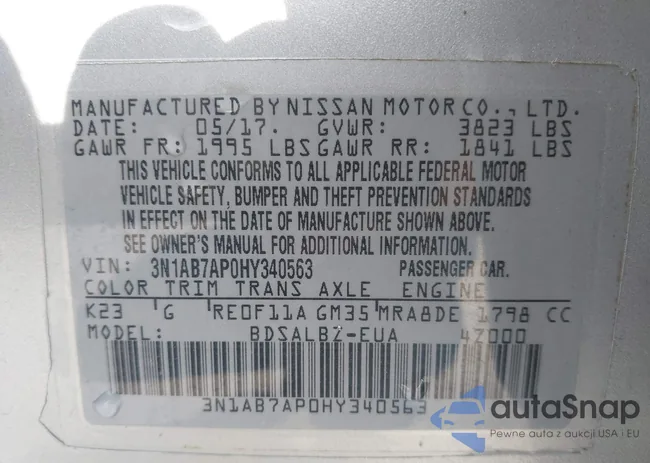 MANUFACTURED BY NISSAN MOTOR CO., LTD.
DATE: 05/17. GVWR: 3823 LBS
GAWR FR: 1995 LBS GAWR RR: 1841 LBS
THIS VEHICLE CONFORMS TO ALL APPLICABLE FEDERAL MOTOR
VEHICLE SAFETY, BUMPER AND THEFT PREVENTION STANDARDS
IN EFFECT ON THE DATE OF MANUFACTURE SHOWN ABOVE.
SEE OWNER'S MANUAL FOR ADDITIONAL INFORMATION.
VIN: 3N1AB7AP0HY340563 PASSENGER CAR.
COLOR TRIM TRANS AXLE ENGINE
K23 G RE0F11A GM35 MRA8DE 1798 CC
MODEL: BDSALBZ-EUA 47000
3N1AB7AP0HY340563
autaSnap
Pewne auta z aukcji USA i EU